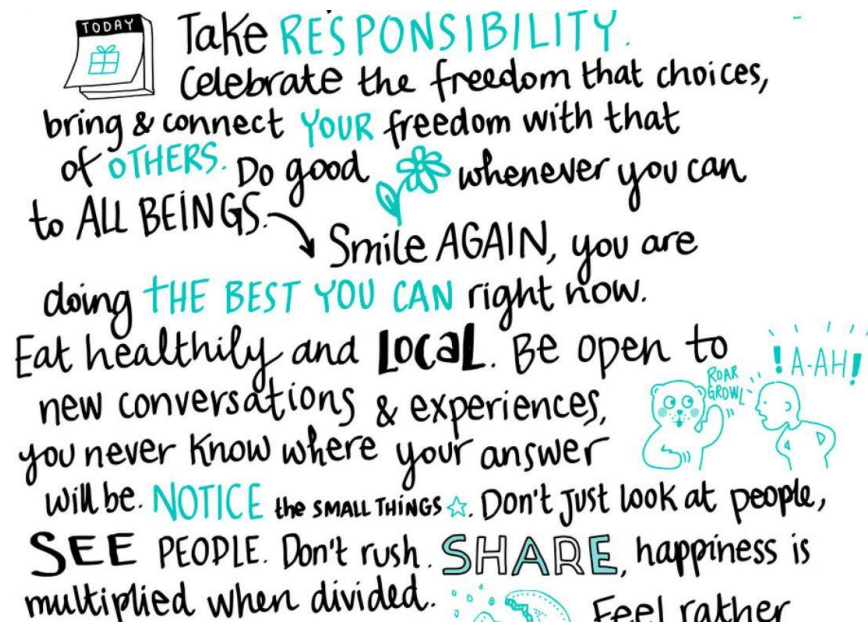 TODAY
Take RESPONSIBILITY.
Celebrate the freedom that choices,
bring & connect YOUR freedom with that
of OTHERS. Do good whenever you can
to ALL BEINGS.
Smile AGAIN, you are
doing THE BEST YOU CAN right now.
Eat healthily and LOCAL. Be open to
new conversations & experiences,
you never know where your answer
will be. NOTICE the SMALL THINGS. Don't just look at people,
SEE PEOPLE. Don't rush. SHARE, happiness is
multiplied when divided.
Feel rather
ROAR
GROWL
! A-AH!